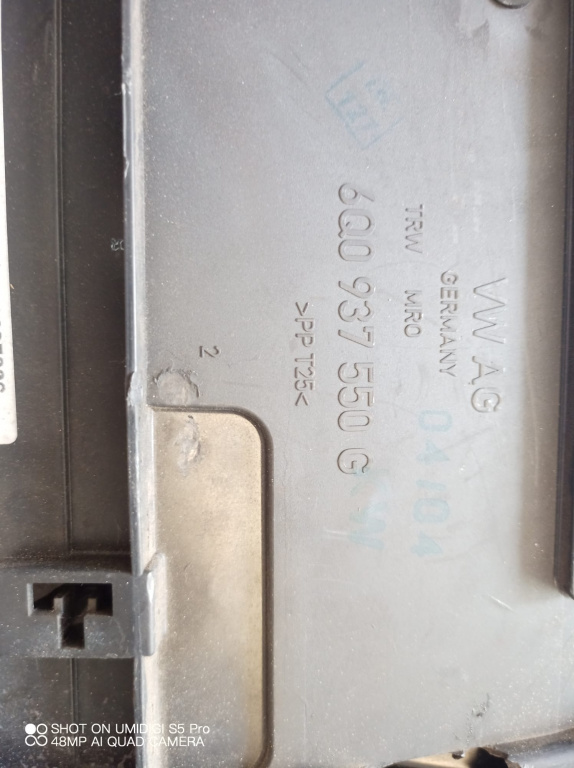 VW AG
GERMANY
TRW MRO
6Q0 937 550 G
>PP T25<
2
04104
SHOT ON UMIDIGI S5 Pro
48MP AI QUAD CAMERA